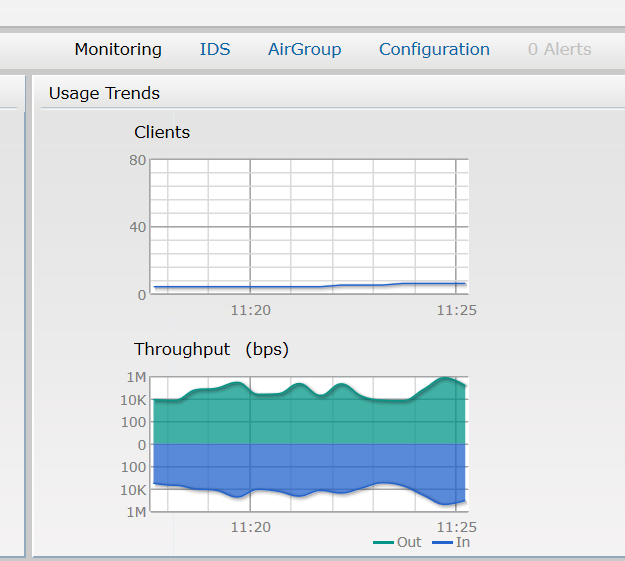 Monitoring IDS AirGroup Configuration 0 Alerts
Usage Trends
Clients
80
40
0
11:20 11:25
Throughput (bps)
1M
10K
100
0
100
10K
1M
11:20 11:25
Out In